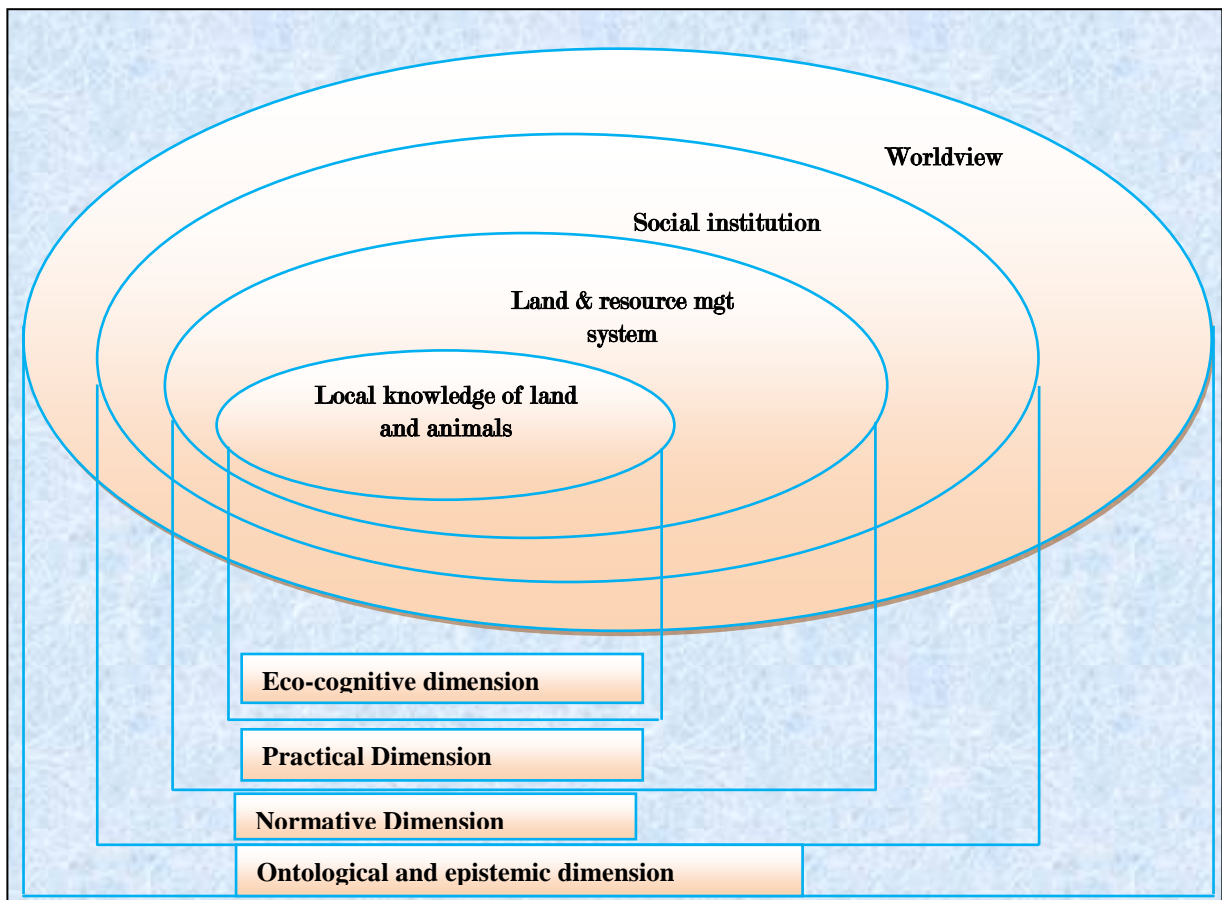 Worldview
Social institution
Land & resource mgt
system
Local knowledge of land
and animals
Eco-cognitive dimension
Practical Dimension
Normative Dimension
Ontological and epistemic dimension